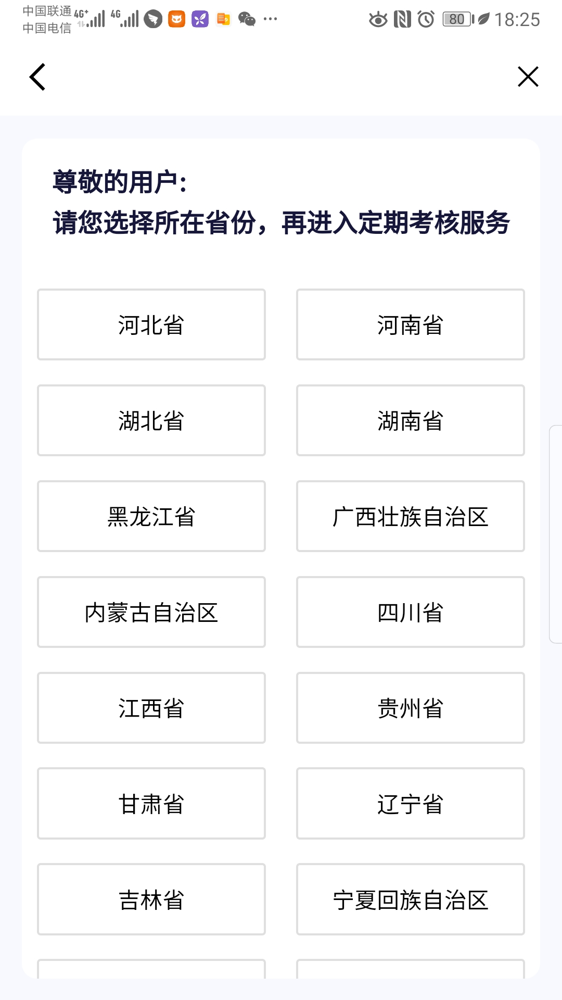 中国联通 4G+ 4G 80 18:25
中国电信
尊敬的用户:
请您选择所在省份，再进入定期考核服务
河北省 河南省
湖北省 湖南省
黑龙江省 广西壮族自治区
内蒙古自治区 四川省
江西省 贵州省
甘肃省 辽宁省
吉林省 宁夏回族自治区